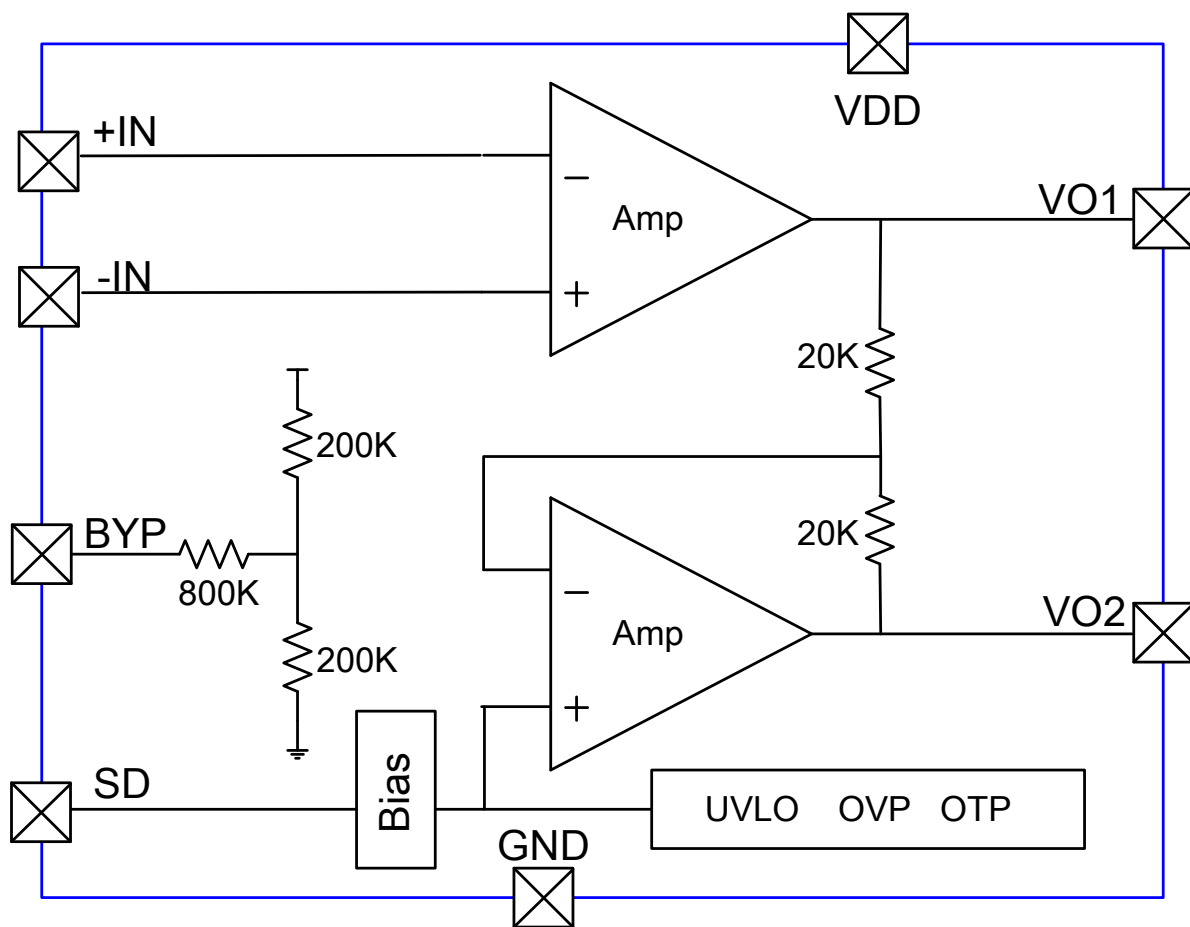 VDD
+IN
−
Amp
VO1
-IN
+
20K
200K
BYP
800K
20K
−
Amp
VO2
200K
+
SD
Bias
UVLO OVP OTP
GND